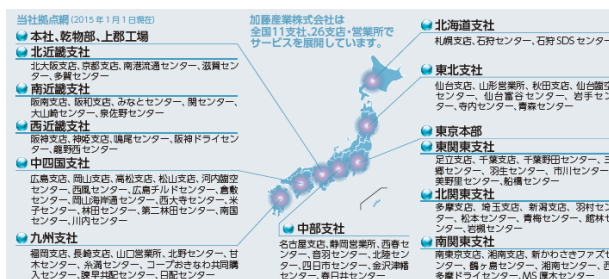 当社拠点網(2015年1月1日現在)
本社、乾物部、上郡工場
北近畿支社
北大阪支店、京都支店、南港流通センター、滋賀セン
ター、多賀センター
南近畿支社
阪南支店、阪和支店、みなとセンター、関センター、
大山崎センター、泉佐野センター
西近畿支社
阪神支店、神姫支店、鳴尾センター、阪神ドライセン
ター、龍野西センター
中四国支社
広島支店、岡山支店、高松支店、松山支店、河内臨空
センター、西風センター、広島チルドセンター、倉敷
センター、岡山海岸通センター、西大寺センター、米
子センター、林田センター、第二林田センター、南国
センター、川内センター
九州支社
福岡支店、長崎支店、山口営業所、北野センター、甘
木センター、糸満センター、コープおきなわ共同購
入センター、諫早共配センター、日配センター
加藤産業株式会社は
全国11支社、26支店・営業所で
サービスを展開しています。
中部支社
名古屋支店、静岡営業所、西春セ
ンター、音羽センター、北陸セン
ター、四日市センター、金沢津幡
センター、春日井センター
北海道支社
札幌支店、石狩センター、石狩SDSセンター
東北支社
仙台支店、山形営業所、秋田支店、仙台臨空
センター、仙台富谷センター、岩手セン
ター、寺内センター、青森センター
東京本部
東関東支社
足立支店、千葉支店、千葉野田センター、三
郷センター、羽生センター、市川センター、
美野里センター、船橋センター
北関東支社
多摩支店、埼玉支店、新潟支店、羽村セン
ター、松本センター、青梅センター、館林セ
ンター、岩槻センター
南関東支社
南東京支店、湘南支店、新かわさきファズセ
ンター、鶴ヶ島センター、湘南センター、
多摩ドライセンター、MS厚木センター